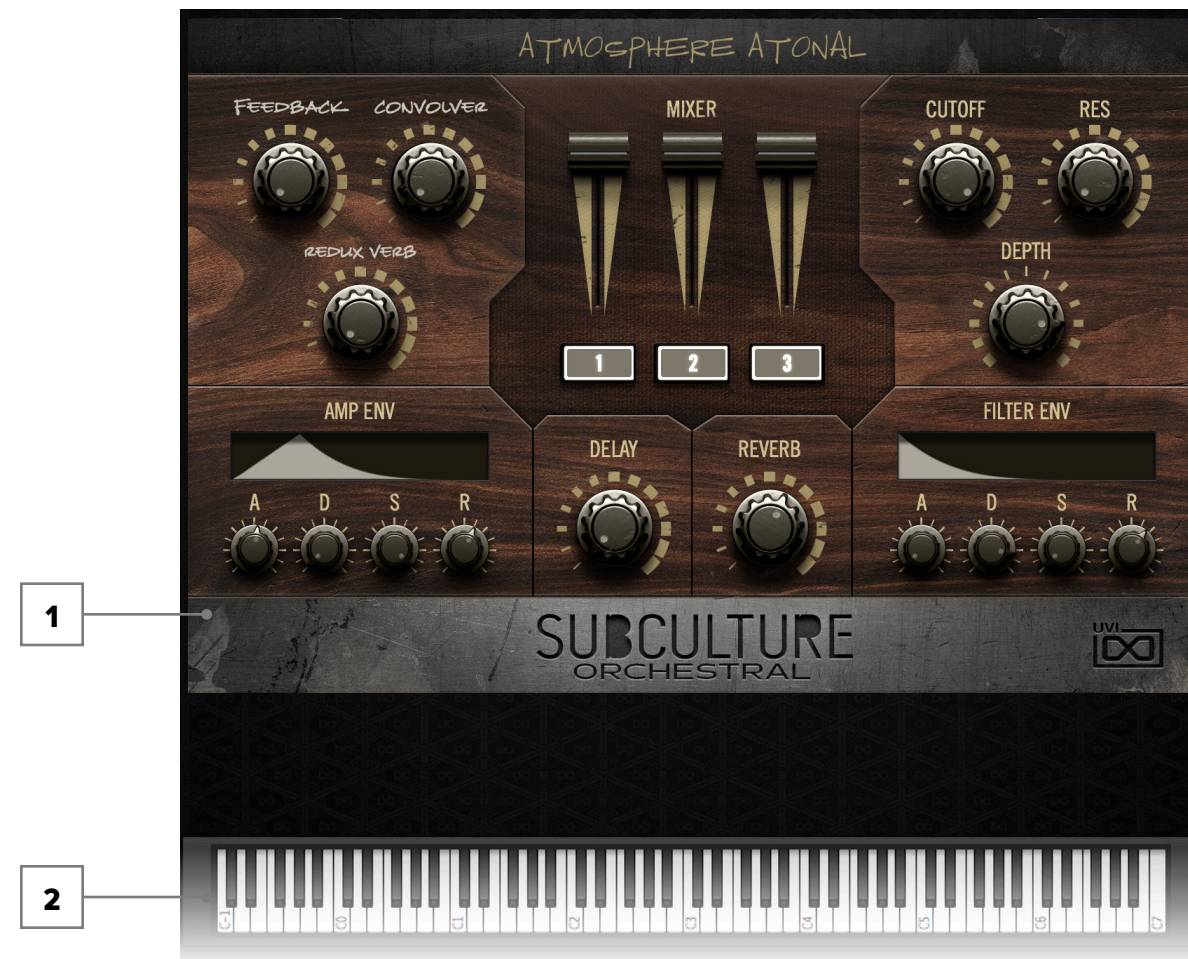 ATMOSPHERE ATONAL
FEEDBACK CONVOLVER
MIXER
CUTOFF RES
REDUX VERB
DEPTH
1 2 3
AMP ENV
FILTER ENV
DELAY REVERB
A D S R
A D S R
1
SUBCULTURE
ORCHESTRAL
UVI
2
C-1 C0 C1 C2 C3 C4 C5 C6 C7